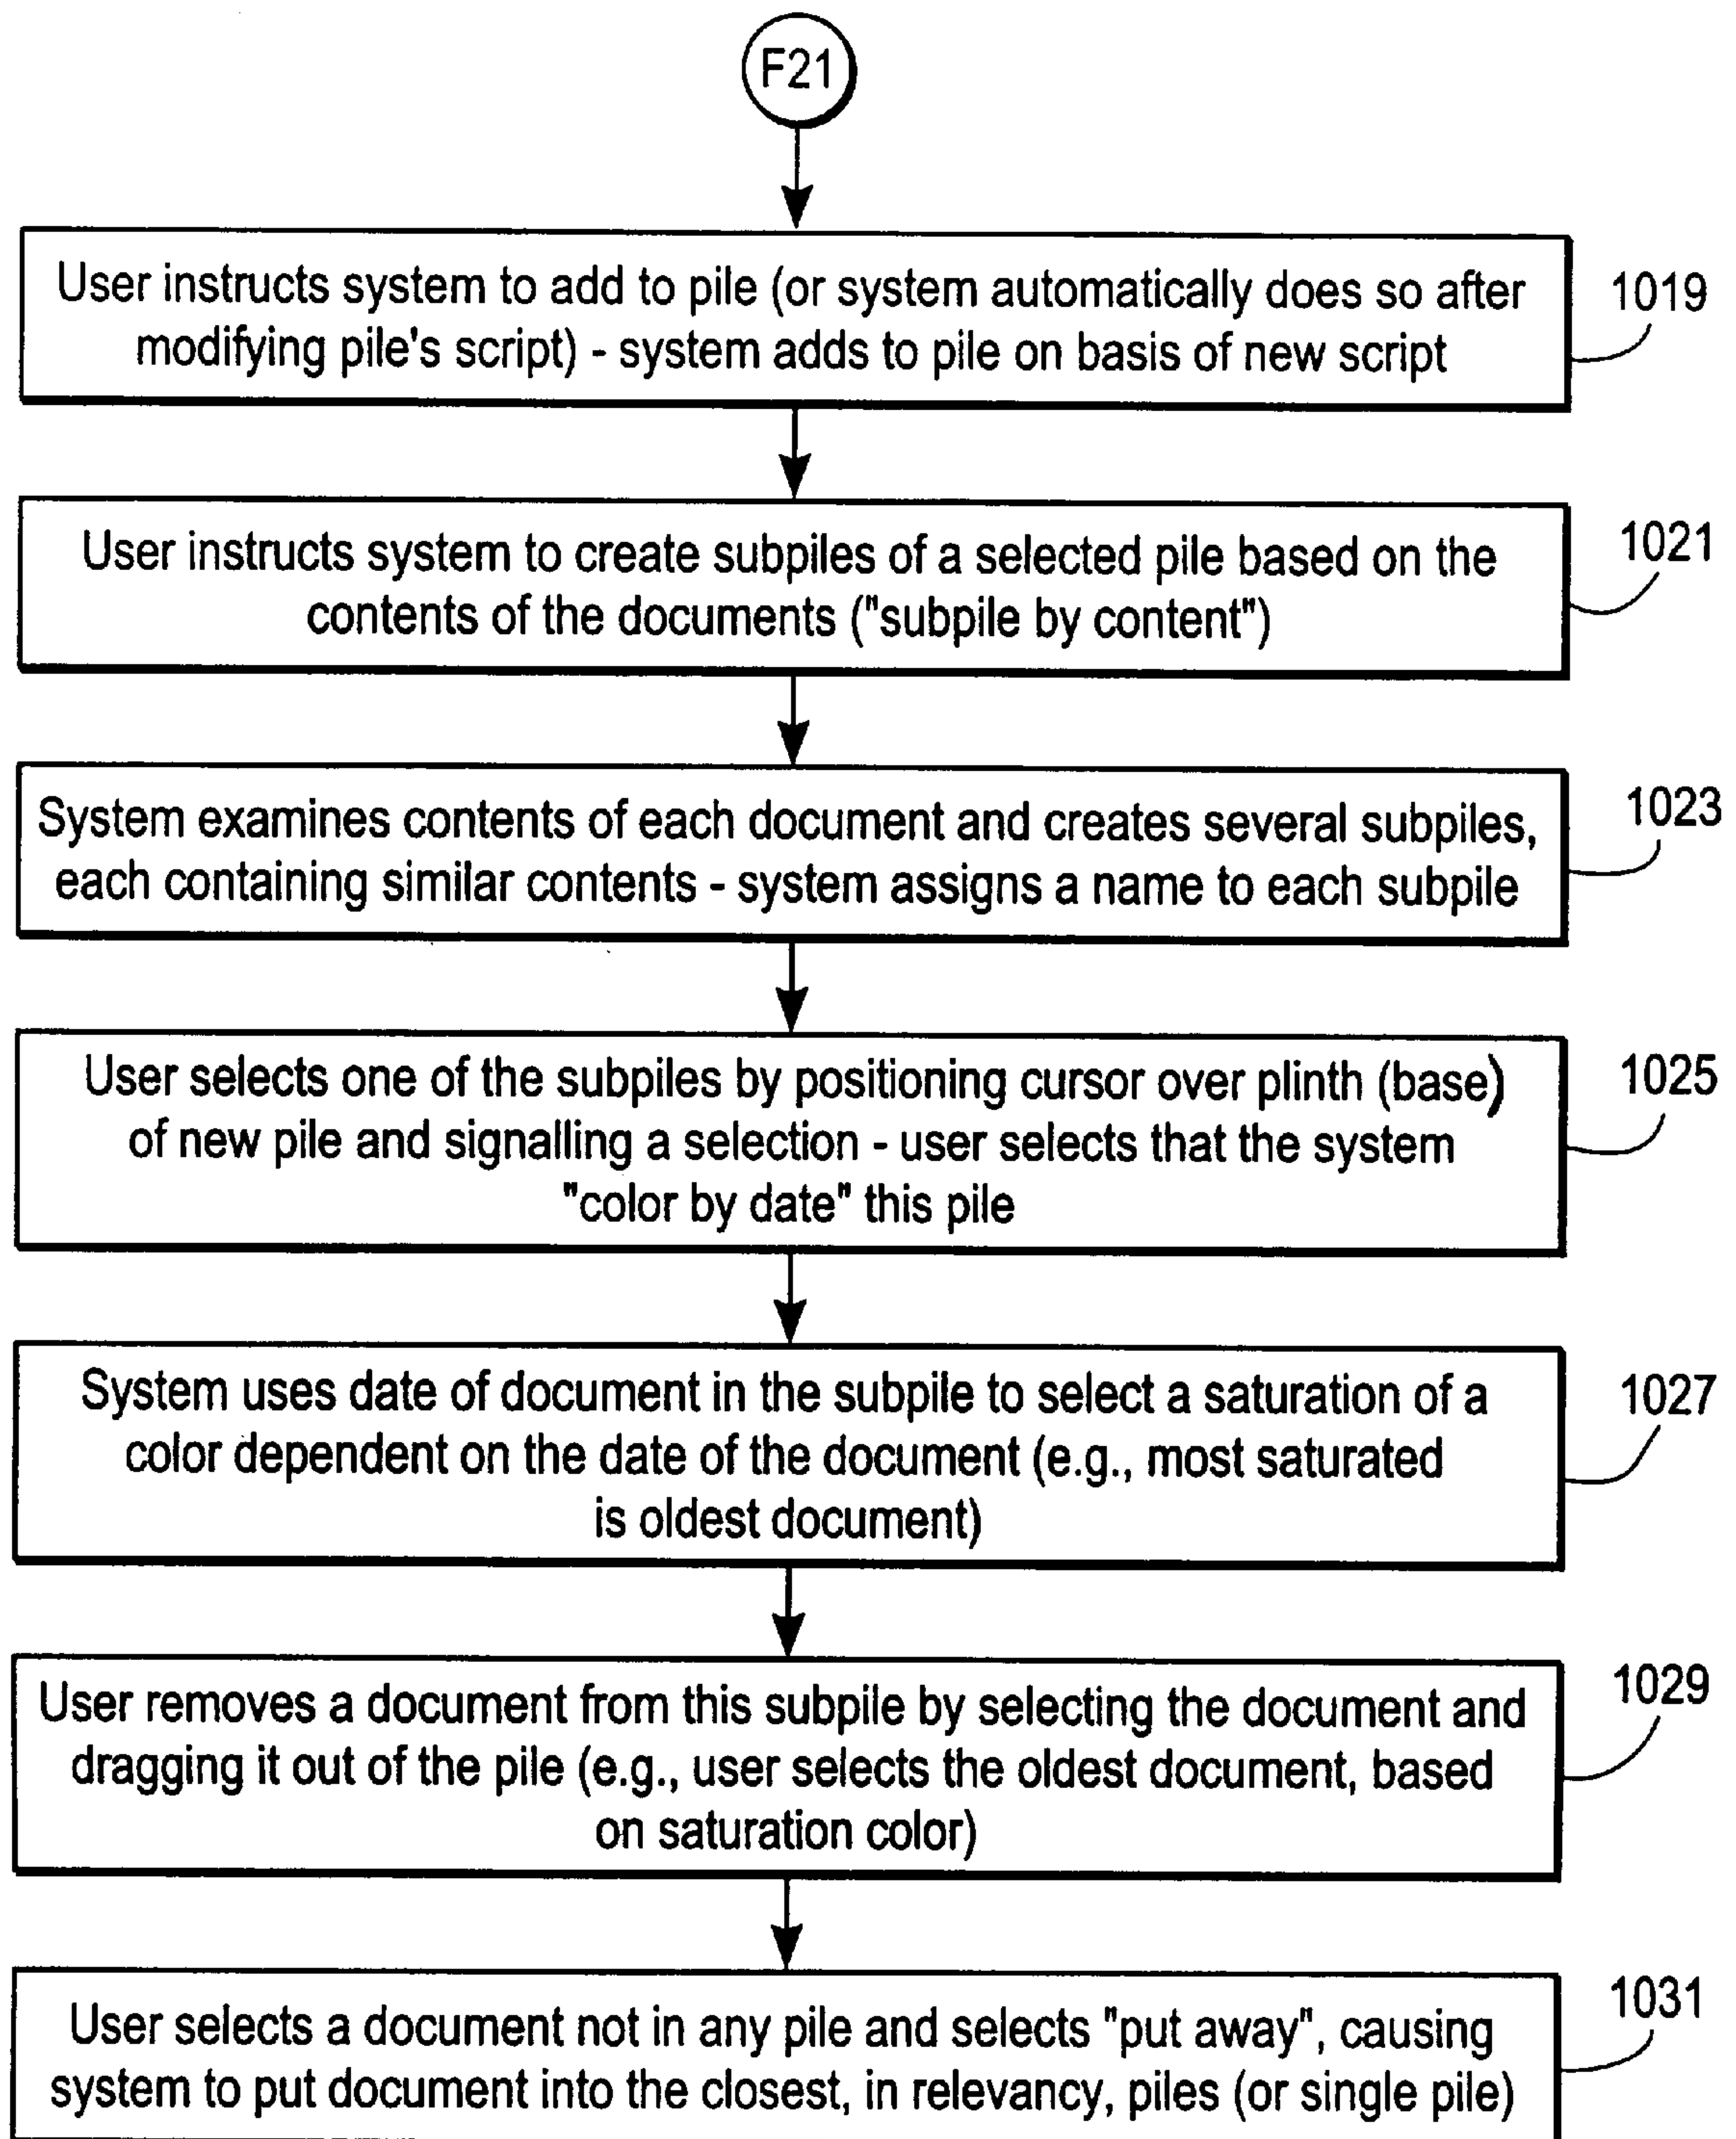 F21
User instructs system to add to pile (or system automatically does so after
modifying pile's script) - system adds to pile on basis of new script
1019
User instructs system to create subpiles of a selected pile based on the
contents of the documents ("subpile by content")
1021
System examines contents of each document and creates several subpiles,
each containing similar contents - system assigns a name to each subpile
1023
User selects one of the subpiles by positioning cursor over plinth (base)
of new pile and signalling a selection - user selects that the system
"color by date" this pile
1025
System uses date of document in the subpile to select a saturation of a
color dependent on the date of the document (e.g., most saturated
is oldest document)
1027
User removes a document from this subpile by selecting the document and
dragging it out of the pile (e.g., user selects the oldest document, based
on saturation color)
1029
User selects a document not in any pile and selects "put away", causing
system to put document into the closest, in relevancy, piles (or single pile)
1031